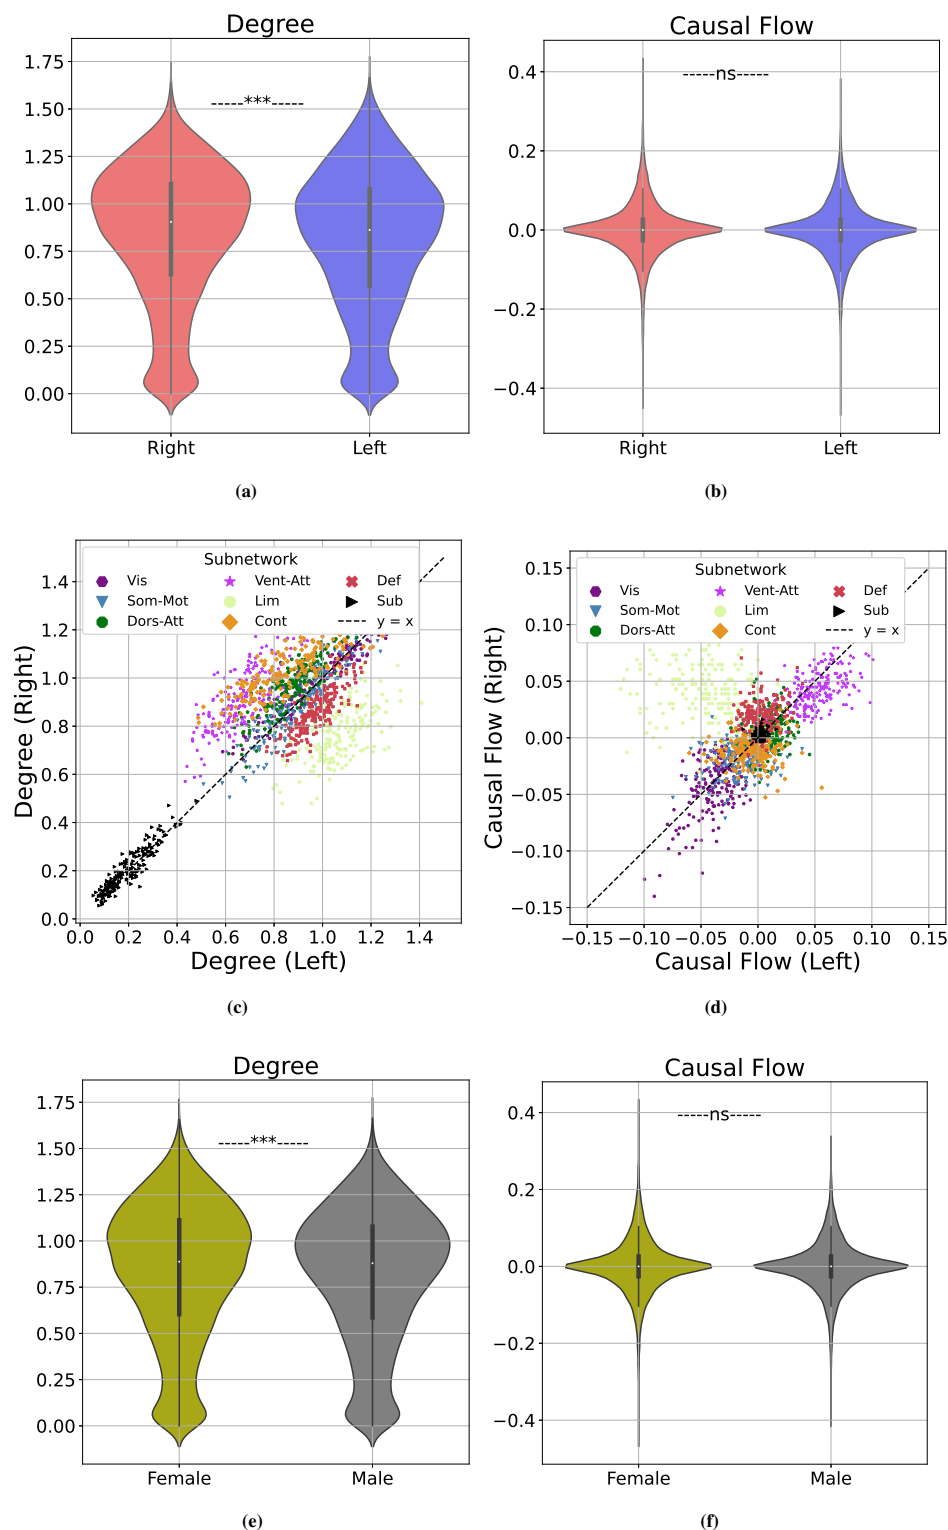 Degree
1.75
1.50
1.25
1.00
0.75
0.50
0.25
0.00
***
Right Left
(a)
Causal Flow
0.4
0.2
0.0
−0.2
−0.4
ns
Right Left
(b)
Degree (Right)
1.4
1.2
1.0
0.8
0.6
0.4
0.2
0.0
Subnetwork
Vis Vent-Att Def
Som-Mot Lim Sub
Dors-Att Cont y = x
0.0 0.2 0.4 0.6 0.8 1.0 1.2 1.4
Degree (Left)
(c)
Causal Flow (Right)
0.15
0.10
0.05
0.00
−0.05
−0.10
−0.15
Subnetwork
Vis Vent-Att Def
Som-Mot Lim Sub
Dors-Att Cont y = x
−0.15 −0.10 −0.05 0.00 0.05 0.10 0.15
Causal Flow (Left)
(d)
Degree
1.75
1.50
1.25
1.00
0.75
0.50
0.25
0.00
***
Female Male
(e)
Causal Flow
0.4
0.2
0.0
−0.2
−0.4
ns
Female Male
(f)